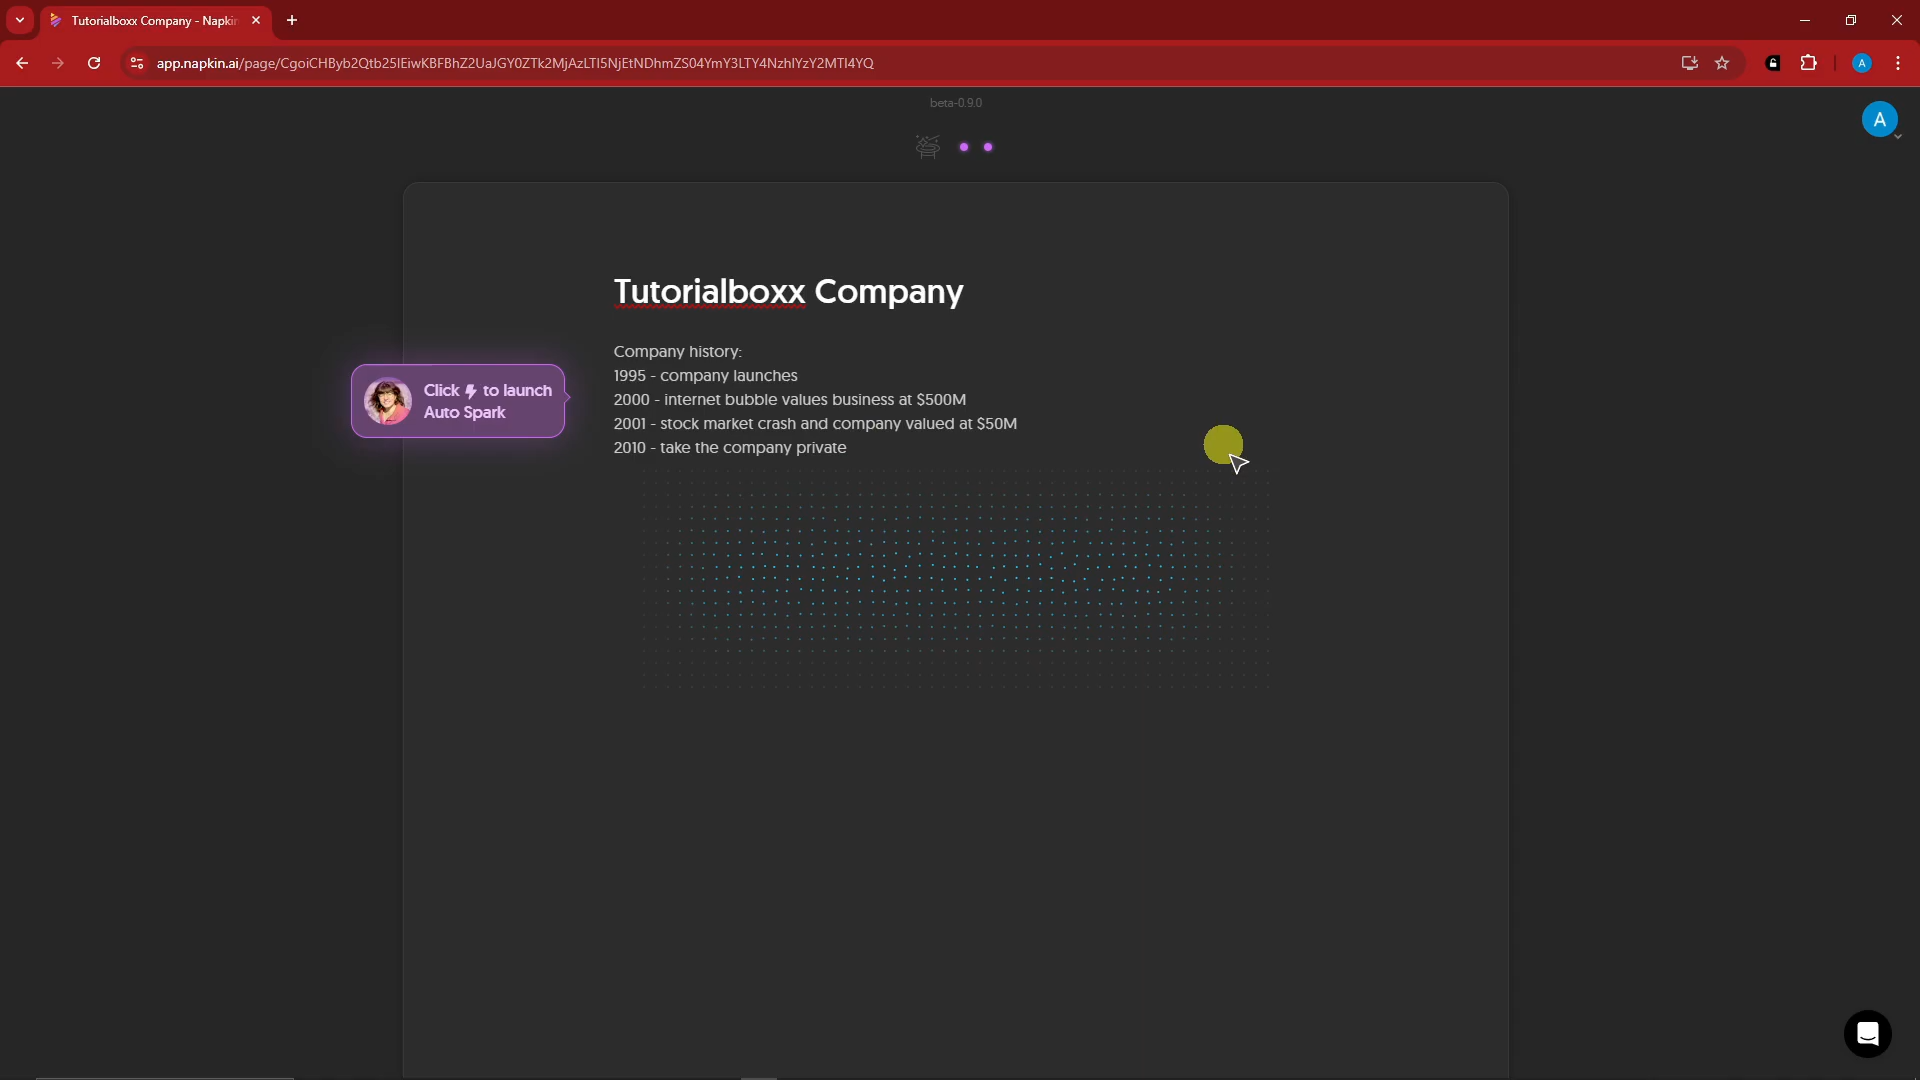 Tutorialboxx Company - Napkin
app.napkin.ai/page/CgoiCHByb2Qtb25lEiwKBFBhZ2UaJGY0ZTk2MjAzLTI5NjEtNDhmZS04YmY3LTY4NzhlYzY2MTI4YQ
A
beta-0.9.0
A
Tutorialboxx Company
Company history:
1995 - company launches
2000 - internet bubble values business at $500M
2001 - stock market crash and company valued at $50M
2010 - take the company private
Click to launch
Auto Spark